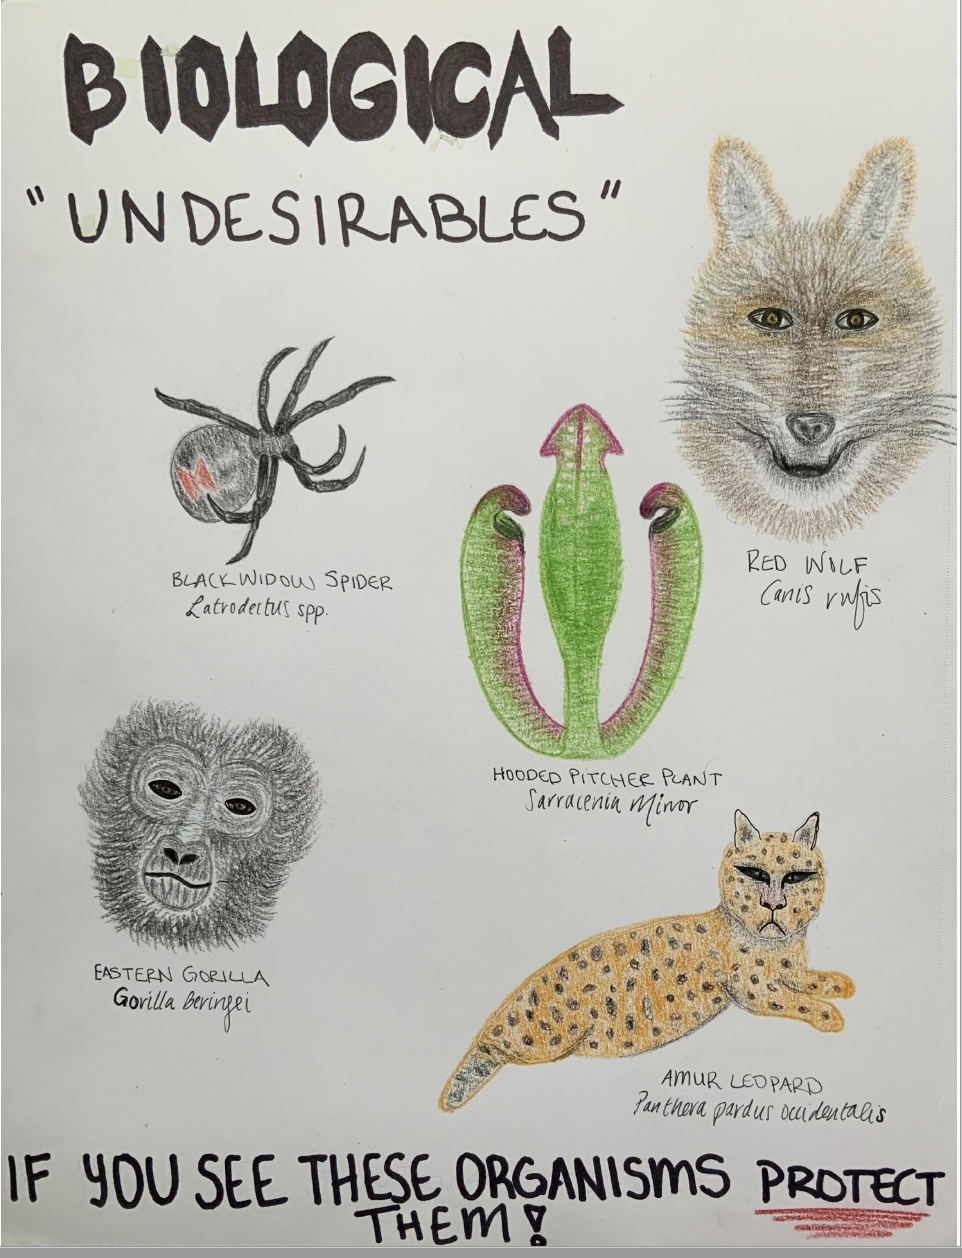 BIOLOGICAL
"UNDESIRABLES"
BLACK WIDOW SPIDER
Latrodectus spp.
RED WOLF
Canis rufis
HOODED PITCHER PLANT
Sarracenia Minor
EASTERN GORILLA
Gorilla Beringei
AMUR LEOPARD
Panthera pardus occidentalis
IF YOU SEE THESE ORGANISMS PROTECT
THEM!